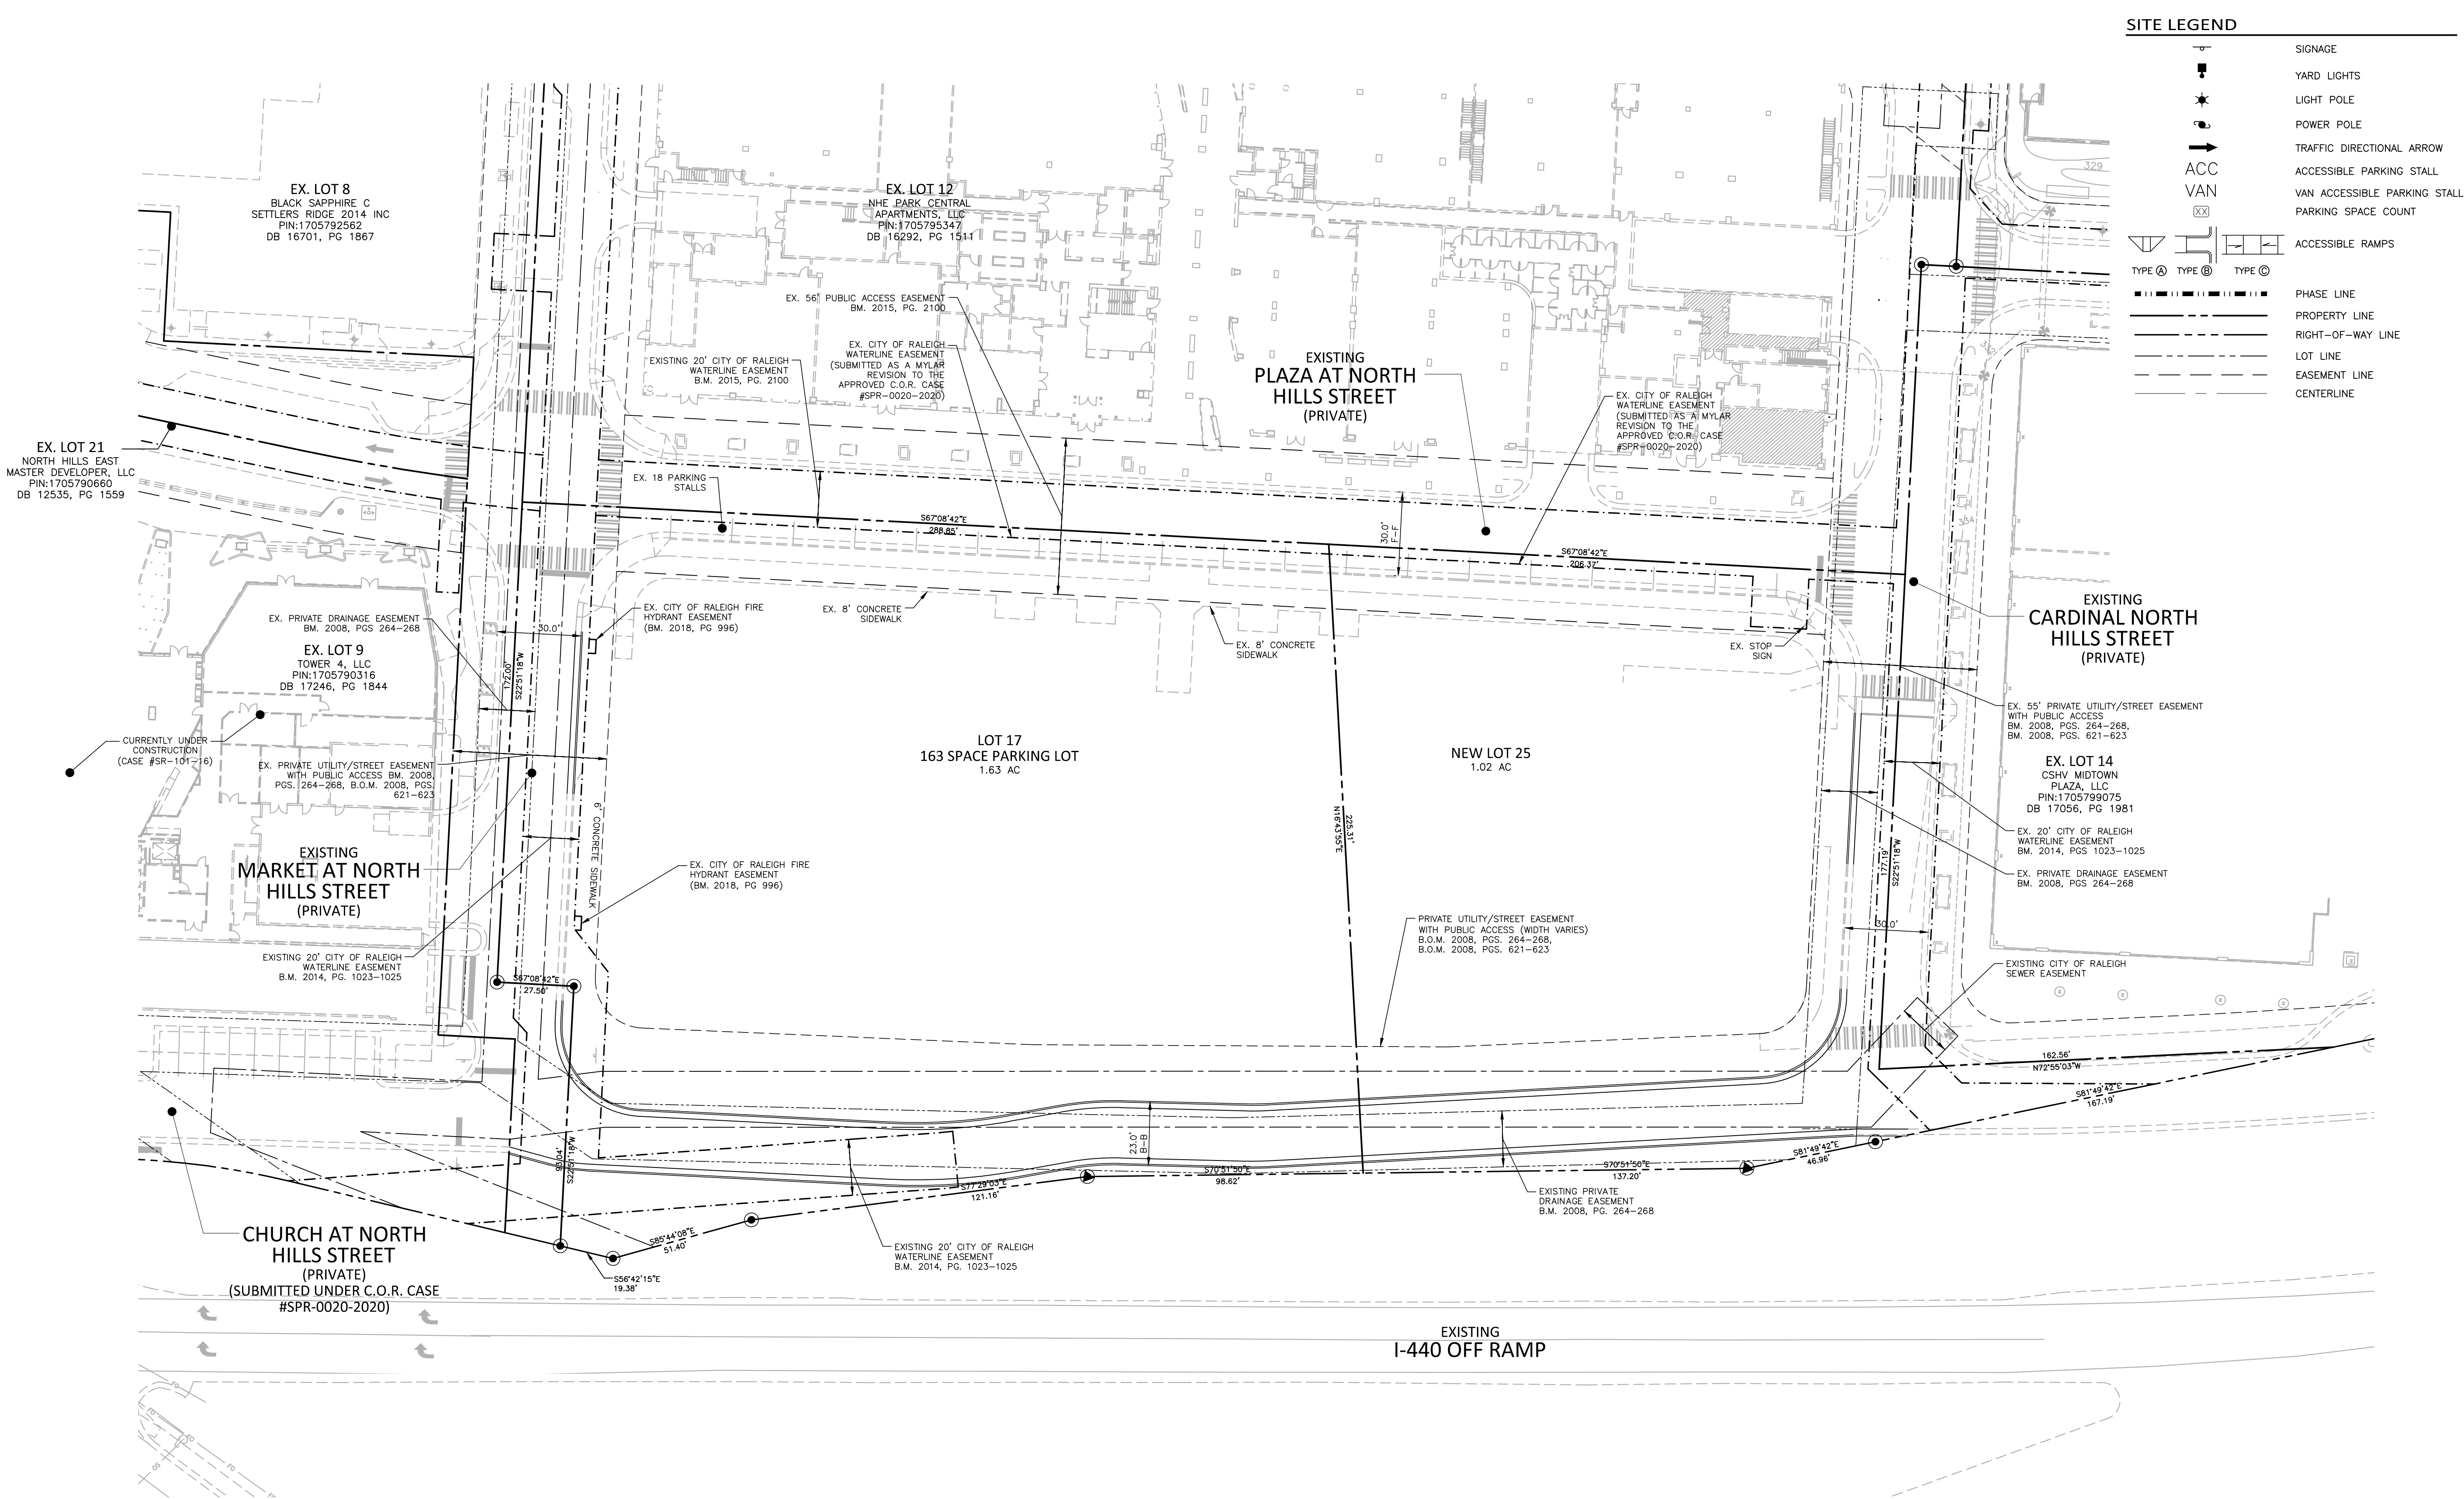 SITE LEGEND
SIGNAGE
YARD LIGHTS
LIGHT POLE
POWER POLE
TRAFFIC DIRECTIONAL ARROW
ACC ACCESSIBLE PARKING STALL
VAN VAN ACCESSIBLE PARKING STALL
XX PARKING SPACE COUNT
ACCESSIBLE RAMPS
TYPE A TYPE B TYPE C
PHASE LINE
PROPERTY LINE
RIGHT-OF-WAY LINE
LOT LINE
EASEMENT LINE
CENTERLINE
EX. LOT 8
BLACK SAPPHIRE C
SETTLERS RIDGE 2014 INC
PIN:1705792562
DB 16701, PG 1867
EX. LOT 12
NHE PARK CENTRAL
APARTMENTS, LLC
PIN:1705795347
DB 16292, PG 1511
EX. 56' PUBLIC ACCESS EASEMENT
BM. 2015, PG. 2100
EX. CITY OF RALEIGH
WATERLINE EASEMENT
(SUBMITTED AS A MYLAR
REVISION TO THE
APPROVED C.O.R. CASE
#SPR-0020-2020)
EXISTING 20' CITY OF RALEIGH
WATERLINE EASEMENT
B.M. 2015, PG. 2100
EXISTING
PLAZA AT NORTH
HILLS STREET
(PRIVATE)
EX. CITY OF RALEIGH
WATERLINE EASEMENT
(SUBMITTED AS A MYLAR
REVISION TO THE
APPROVED C.O.R. CASE
#SPR-0020-2020)
329
334
EX. LOT 21
NORTH HILLS EAST
MASTER DEVELOPER, LLC
PIN:1705790660
DB 12535, PG 1559
EX. 18 PARKING
STALLS
S67°08'42"E
288.85'
30.0'
F-F
S67°08'42"E
206.37'
EX. PRIVATE DRAINAGE EASEMENT
BM. 2008, PGS 264-268
EX. LOT 9
TOWER 4, LLC
PIN:1705790316
DB 17246, PG 1844
30.0'
172.00'
S22°51'18"W
EX. CITY OF RALEIGH FIRE
HYDRANT EASEMENT
(BM. 2018, PG 996)
EX. 8' CONCRETE
SIDEWALK
EX. 8' CONCRETE
SIDEWALK
EX. STOP
SIGN
EXISTING
CARDINAL NORTH
HILLS STREET
(PRIVATE)
EX. 55' PRIVATE UTILITY/STREET EASEMENT
WITH PUBLIC ACCESS
BM. 2008, PGS. 264-268,
BM. 2008, PGS. 621-623
CURRENTLY UNDER
CONSTRUCTION
(CASE #SR-101-16)
EX. PRIVATE UTILITY/STREET EASEMENT
WITH PUBLIC ACCESS BM. 2008,
PGS. 264-268, B.O.M. 2008, PGS.
621-623
LOT 17
163 SPACE PARKING LOT
1.63 AC
NEW LOT 25
1.02 AC
EX. LOT 14
CSHV MIDTOWN
PLAZA, LLC
PIN:1705799075
DB 17056, PG 1981
6' CONCRETE SIDEWALK
225.31'
N16°43'55"E
177.19'
S22°51'18"W
EX. 20' CITY OF RALEIGH
WATERLINE EASEMENT
BM. 2014, PGS 1023-1025
EX. PRIVATE DRAINAGE EASEMENT
BM. 2008, PGS 264-268
EXISTING
MARKET AT NORTH
HILLS STREET
(PRIVATE)
EX. CITY OF RALEIGH FIRE
HYDRANT EASEMENT
(BM. 2018, PG 996)
PRIVATE UTILITY/STREET EASEMENT
WITH PUBLIC ACCESS (WIDTH VARIES)
B.O.M. 2008, PGS. 264-268,
B.O.M. 2008, PGS. 621-623
30.0'
EXISTING 20' CITY OF RALEIGH
WATERLINE EASEMENT
B.M. 2014, PG. 1023-1025
EXISTING CITY OF RALEIGH
SEWER EASEMENT
S67°08'42"E
27.50'
162.56'
N72°55'03"W
S81°49'42"E
167.19'
93.04'
S22°51'18"W
23.0'
B-B
S77°29'03"E
121.16'
S70°51'50"E
98.62'
S70°51'50"E
137.20'
S81°49'42"E
46.96'
EXISTING PRIVATE
DRAINAGE EASEMENT
B.M. 2008, PG. 264-268
CHURCH AT NORTH
HILLS STREET
(PRIVATE)
(SUBMITTED UNDER C.O.R. CASE
#SPR-0020-2020)
S85°44'08"E
51.40'
EXISTING 20' CITY OF RALEIGH
WATERLINE EASEMENT
B.M. 2014, PG. 1023-1025
S56°42'15"E
19.38'
EXISTING
I-440 OFF RAMP
FO
FO
FO
FO
FO